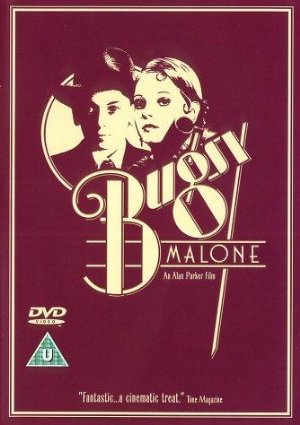 Bugsy
MALONE
An Alan Parker film
DVD
VIDEO
U
"Fantastic...a cinematic treat." Time Magazine